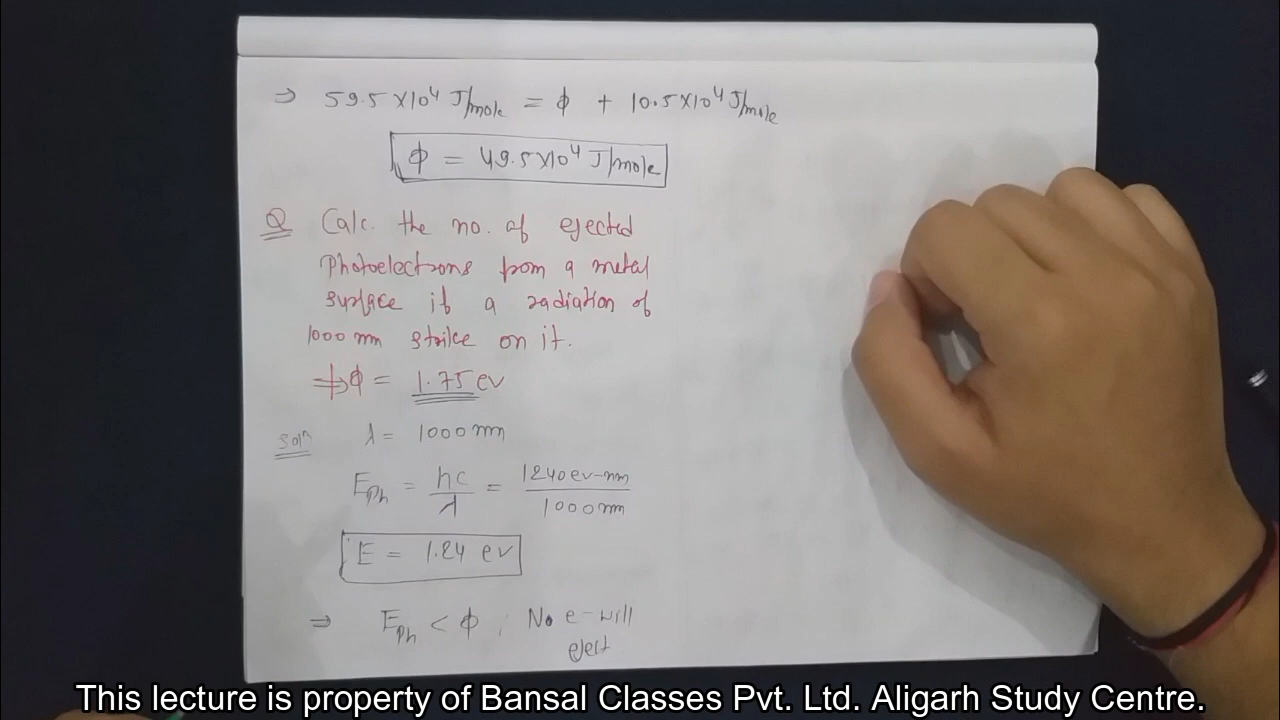 ⇒ 59.5×10⁴ J/mole = ϕ + 10.5×10⁴ J/mole
ϕ = 49.5×10⁴ J/mole
Q Calc. the no. of ejected
Photoelectrons from a metal
surface if a radiation of
1000 nm strike on it.
⇒ ϕ = 1.75 ev
Solⁿ λ = 1000 nm
E_Ph = hc/λ = 1240 ev-nm/1000 nm
E = 1.24 ev
⇒ E_Ph < ϕ ; No e- will
eject
This lecture is property of Bansal Classes Pvt. Ltd. Aligarh Study Centre.